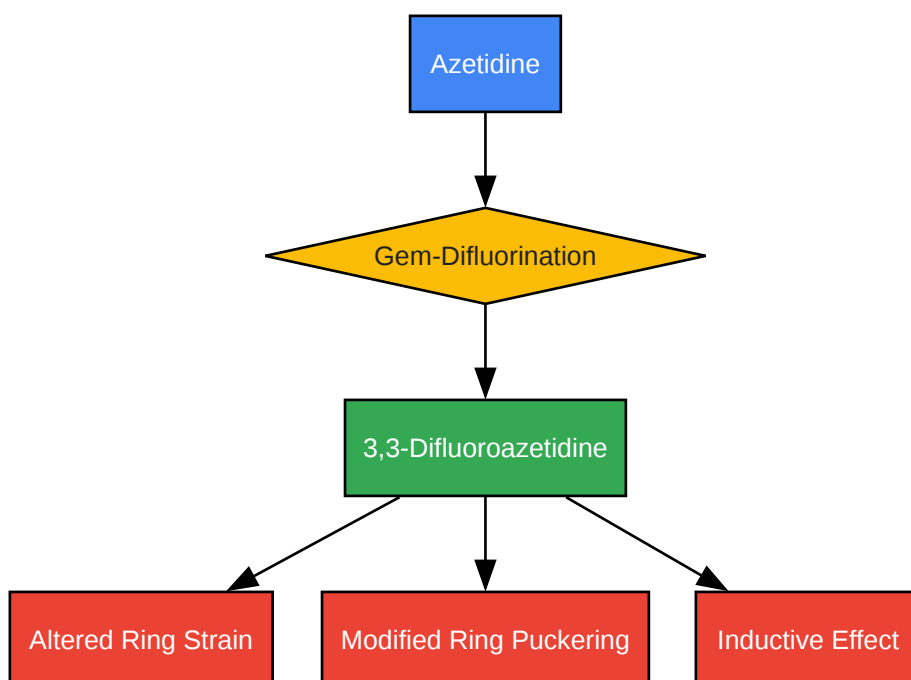 Azetidine
Gem-Difluorination
3,3-Difluoroazetidine
Altered Ring Strain
Modified Ring Puckering
Inductive Effect